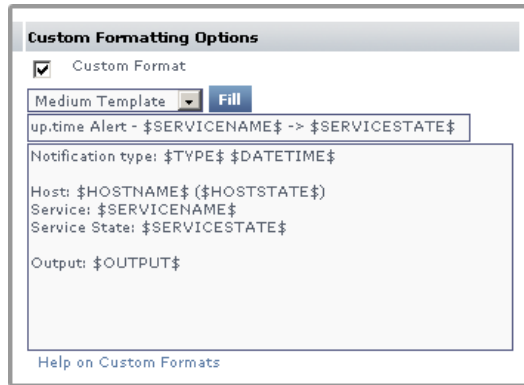 Custom Formatting Options
Custom Format
Medium Template Fill
up.time Alert - $SERVICENAME$ -> $SERVICESTATE$
Notification type: $TYPE$ $DATETIME$
Host: $HOSTNAME$ ($HOSTSTATE$)
Service: $SERVICENAME$
Service State: $SERVICESTATE$
Output: $OUTPUT$
Help on Custom Formats